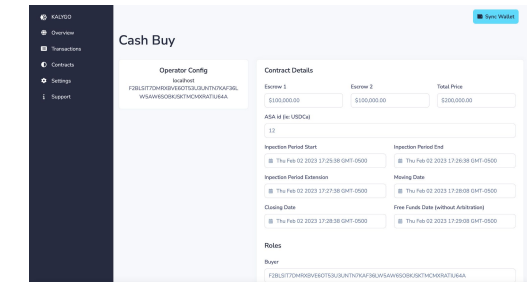 KALYGO
Sync Wallet
Overview
Transactions
Contracts
Settings
Support
Cash Buy
Operator Config
localhost
Contract Details
Escrow 1
Escrow 2
Total Price
$100,000.00
$100,000.00
$200,000.00
ASA id (ie: USDCa)
12
Inpection Period Start
Inpection Period End
Thu Feb 02 2023 17:25:38 GMT-0500
Thu Feb 02 2023 17:26:38 GMT-0500
Inpection Period Extension
Moving Date
Thu Feb 02 2023 17:27:38 GMT-0500
Thu Feb 02 2023 17:28:08 GMT-0500
Closing Date
Free Funds Date (without Arbitration)
Thu Feb 02 2023 17:28:38 GMT-0500
Thu Feb 02 2023 17:29:08 GMT-0500
Roles
Buyer